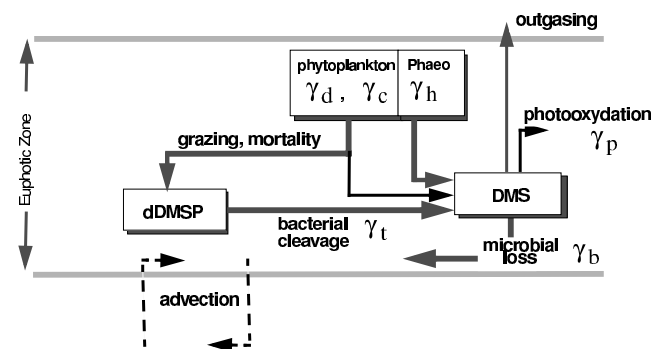 outgasing
phytoplankton Phaeo
γd , γc γh
photooxydation
γp
grazing, mortality
Euphotic Zone
dDMSP
DMS
bacterial
cleavage γt
microbial
loss γb
advection